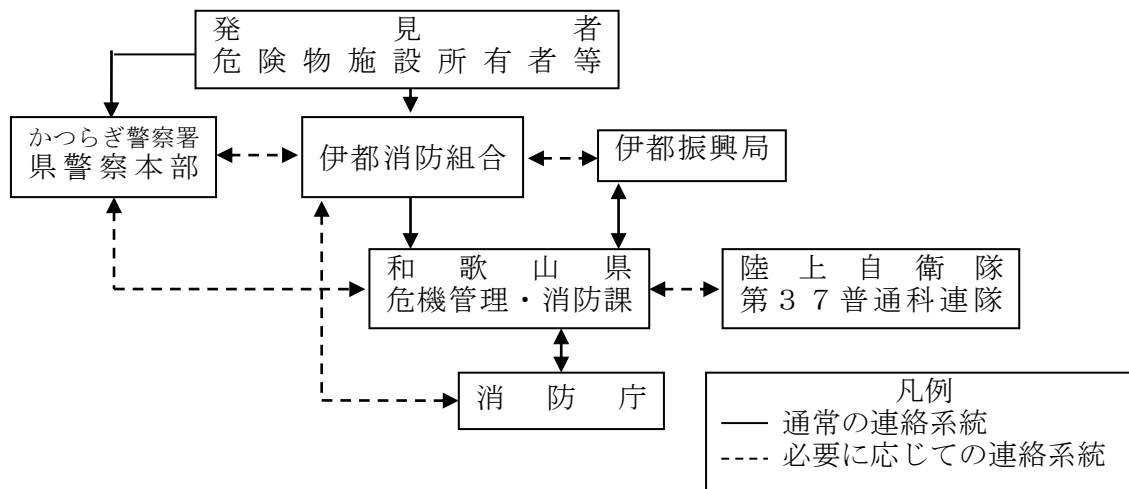 発見者
危険物施設所有者等
かつらぎ警察署
県警察本部
伊都消防組合
伊都振興局
和歌山県
危機管理・消防課
陸上自衛隊
第３７普通科連隊
消防庁
凡例
通常の連絡系統
必要に応じての連絡系統